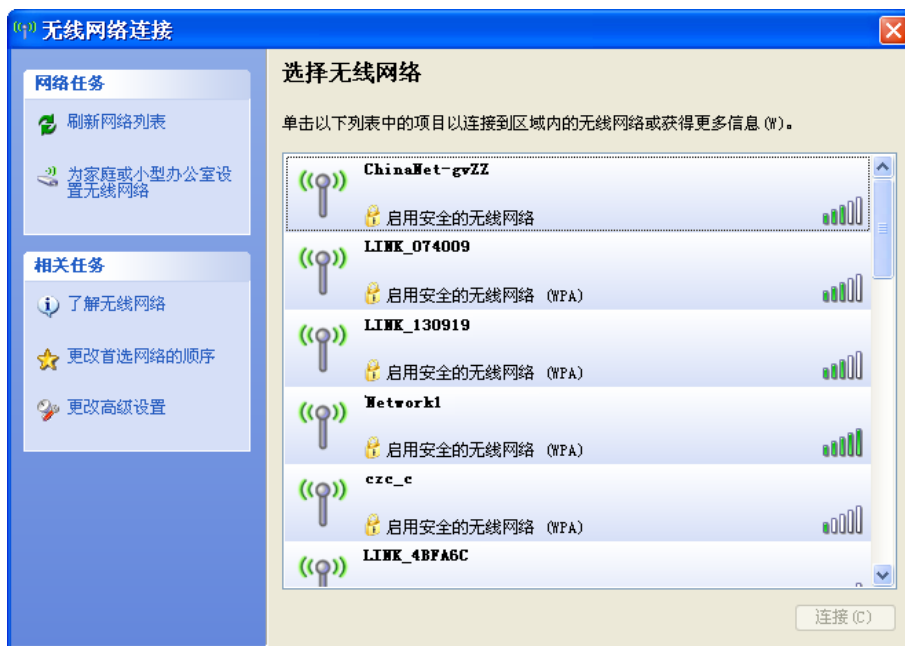 无线网络连接
网络任务
刷新网络列表
为家庭或小型办公室设
置无线网络
相关任务
了解无线网络
更改首选网络的顺序
更改高级设置
选择无线网络
单击以下列表中的项目以连接到区域内的无线网络或获得更多信息(W)。
ChinaNet-gvZZ
启用安全的无线网络
LINK_074009
启用安全的无线网络 (WPA)
LINK_130919
启用安全的无线网络 (WPA)
Network1
启用安全的无线网络 (WPA)
czc_c
启用安全的无线网络 (WPA)
LINK_4BFA6C
连接(C)